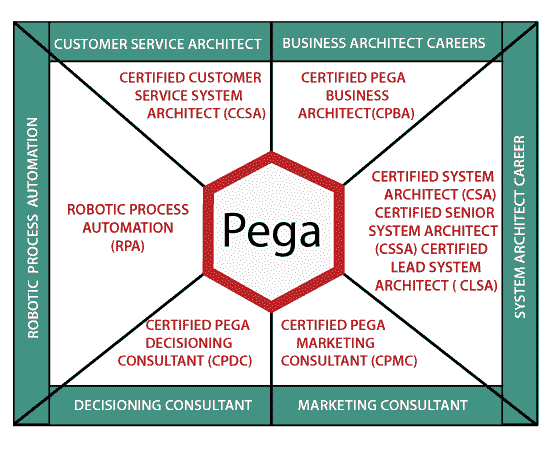 CUSTOMER SERVICE ARCHITECT
BUSINESS ARCHITECT CAREERS
CERTIFIED CUSTOMER
SERVICE SYSTEM
ARCHITECT (CCSA)
CERTIFIED PEGA
BUSINESS
ARCHITECT(CPBA)
ROBOTIC PROCESS AUTOMATION
ROBOTIC PROCESS
AUTOMATION
(RPA)
Pega
CERTIFIED SYSTEM
ARCHITECT (CSA)
CERTIFIED SENIOR
SYSTEM ARCHITECT
(CSSA) CERTIFIED
LEAD SYSTEM
ARCHITECT ( CLSA)
SYSTEM ARCHITECT CAREER
CERTIFIED PEGA
DECISIONING
CONSULTANT (CPDC)
CERTIFIED PEGA
MARKETING
CONSULTANT (CPMC)
DECISIONING CONSULTANT
MARKETING CONSULTANT